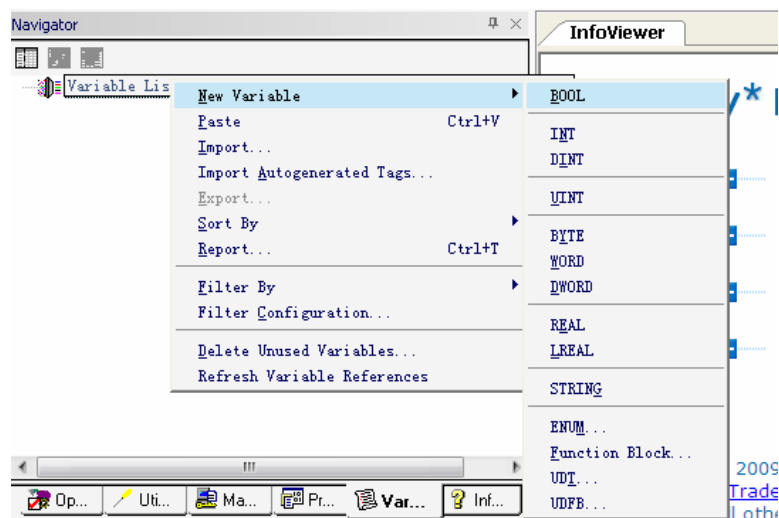 Navigator
InfoViewer
Variable Lis
New Variable
Paste Ctrl+V
Import...
Import Autogenerated Tags...
Export...
Sort By
Report... Ctrl+T
Filter By
Filter Configuration...
Delete Unused Variables...
Refresh Variable References
BOOL
INT
DINT
UINT
BYTE
WORD
DWORD
REAL
LREAL
STRING
ENUM...
Function Block...
UDT...
UDFB...
y*
2009
Trade
l othe
Op...
Uti...
Ma...
Pr...
Var...
Inf...